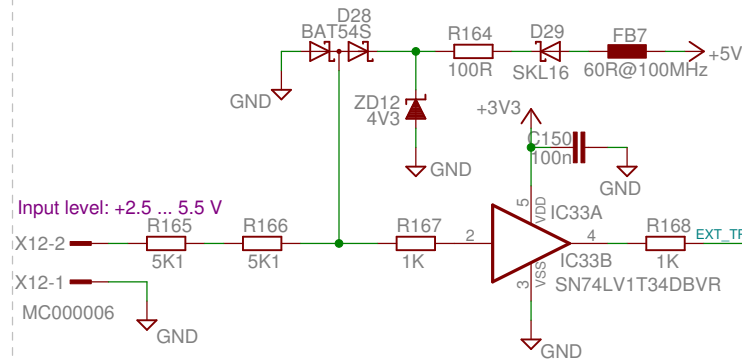 D28
BAT54S
R164
D29
FB7
+5V
100R
SKL16
60R@100MHz
GND
ZD12
4V3
+3V3
C150
100n
GND
GND
Input level: +2.5 ... 5.5 V
R165
R166
R167
5
VDD
IC33A
R168
X12-2
2
4
EXT_TR
5K1
5K1
1K
IC33B
1K
X12-1
3
VSS
SN74LV1T34DBVR
MC000006
GND
GND